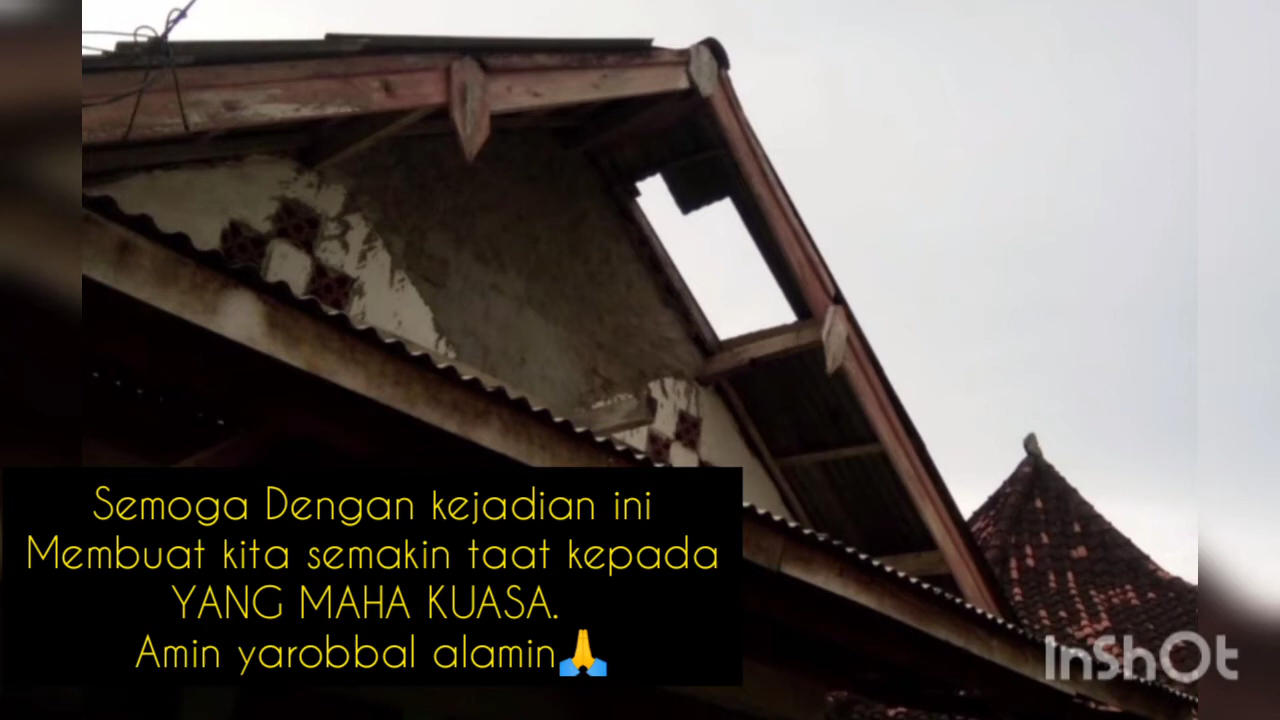 Semoga Dengan kejadian ini
Membuat kita semakin taat kepada
YANG MAHA KUASA.
Amin yarobbal alamin🙏
InShOt